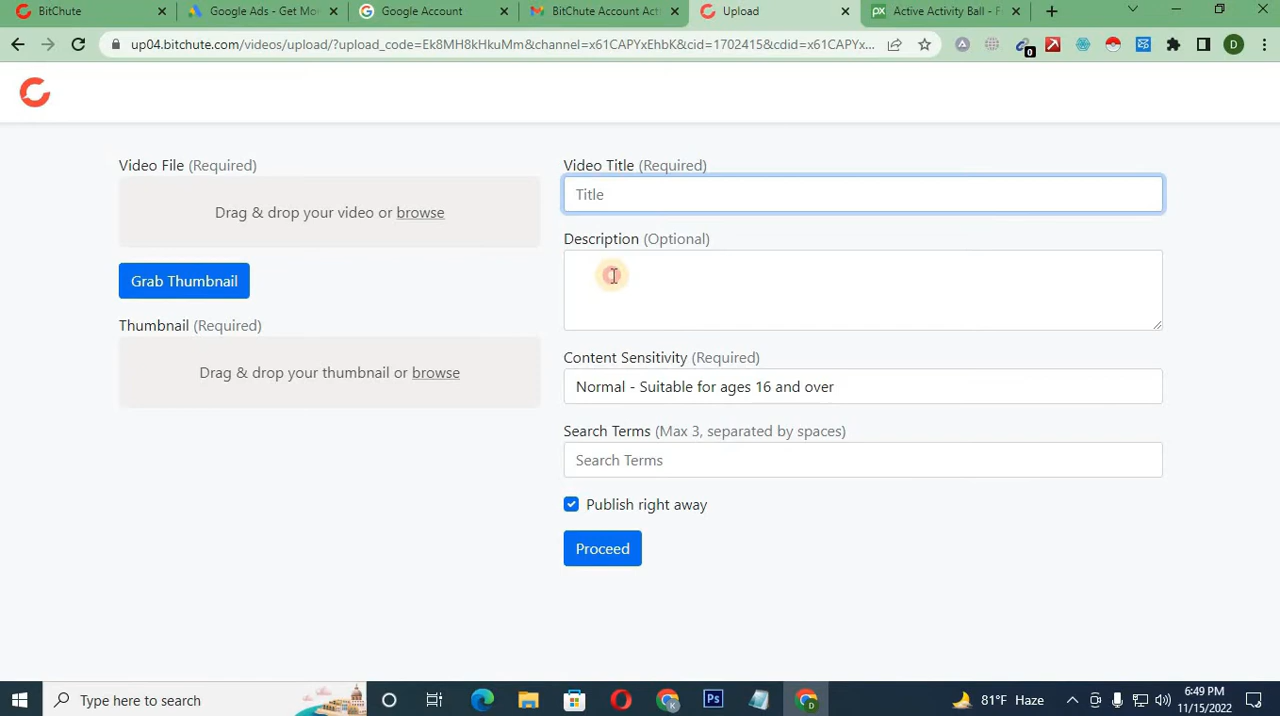 BitChute
Google Ads - Get Mo
Google Account
BitChute Account Act
Upload
PX
Active Activity Ball - F
up04.bitchute.com/videos/upload/?upload_code=Ek8MH8kHkuMm&channel=x61CAPYxEhbK&cid=1702415&cdid=x61CAPYx...
0
D
Video File (Required)
Drag & drop your video or browse
Grab Thumbnail
Thumbnail (Required)
Drag & drop your thumbnail or browse
Video Title (Required)
Title
Description (Optional)
Content Sensitivity (Required)
Normal - Suitable for ages 16 and over
Search Terms (Max 3, separated by spaces)
Search Terms
Publish right away
Proceed
Type here to search
Ps
81°F Haze
6:49 PM
11/15/2022